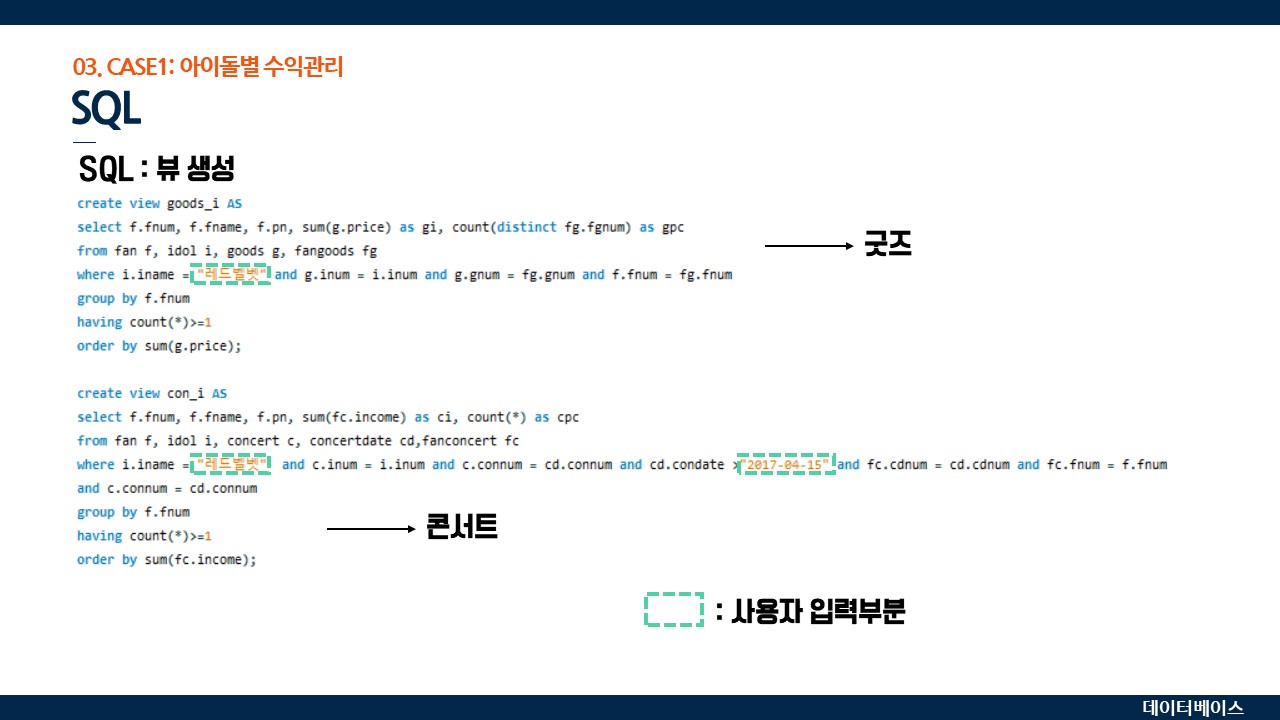 03. CASE1: 아이돌별 수익관리
SQL
SQL : 뷰 생성
create view goods_i AS
select f.fnum, f.fname, f.pn, sum(g.price) as gi, count(distinct fg.fgnum) as gpc
from fan f, idol i, goods g, fangoods fg
where i.iname = "레드벨벳" and g.inum = i.inum and g.gnum = fg.gnum and f.fnum = fg.fnum
group by f.fnum
having count(*)>=1
order by sum(g.price);
굿즈
create view con_i AS
select f.fnum, f.fname, f.pn, sum(fc.income) as ci, count(*) as cpc
from fan f, idol i, concert c, concertdate cd,fanconcert fc
where i.iname = "레드벨벳" and c.inum = i.inum and c.connum = cd.connum and cd.condate >"2017-04-15" and fc.cdnum = cd.cdnum and fc.fnum = f.fnum
and c.connum = cd.connum
group by f.fnum
having count(*)>=1
order by sum(fc.income);
콘서트
: 사용자 입력부분
데이터베이스